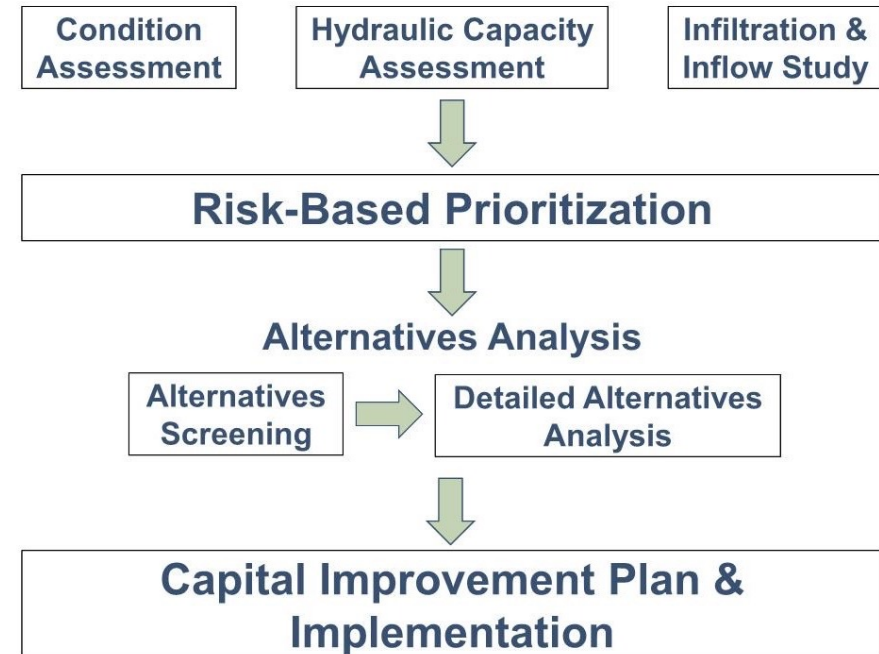 Condition
Assessment
Hydraulic Capacity
Assessment
Infiltration &
Inflow Study
Risk-Based Prioritization
Alternatives Analysis
Alternatives
Screening
Detailed Alternatives
Analysis
Capital Improvement Plan &
Implementation